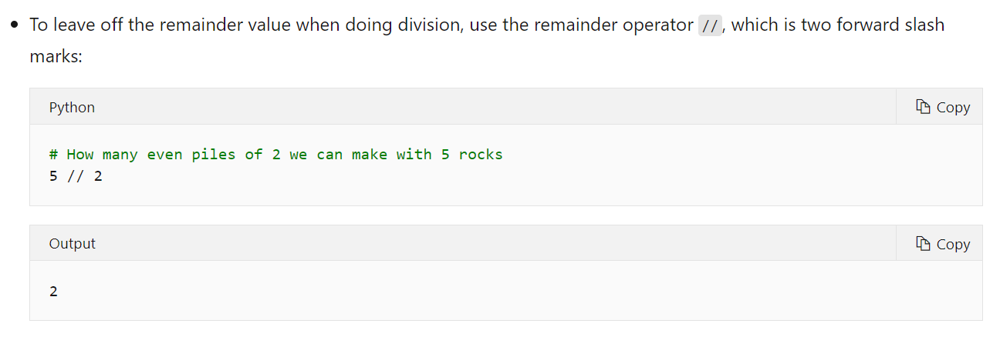 • To leave off the remainder value when doing division, use the remainder operator //, which is two forward slash
marks:
Python Copy
# How many even piles of 2 we can make with 5 rocks
5 // 2
Output Copy
2